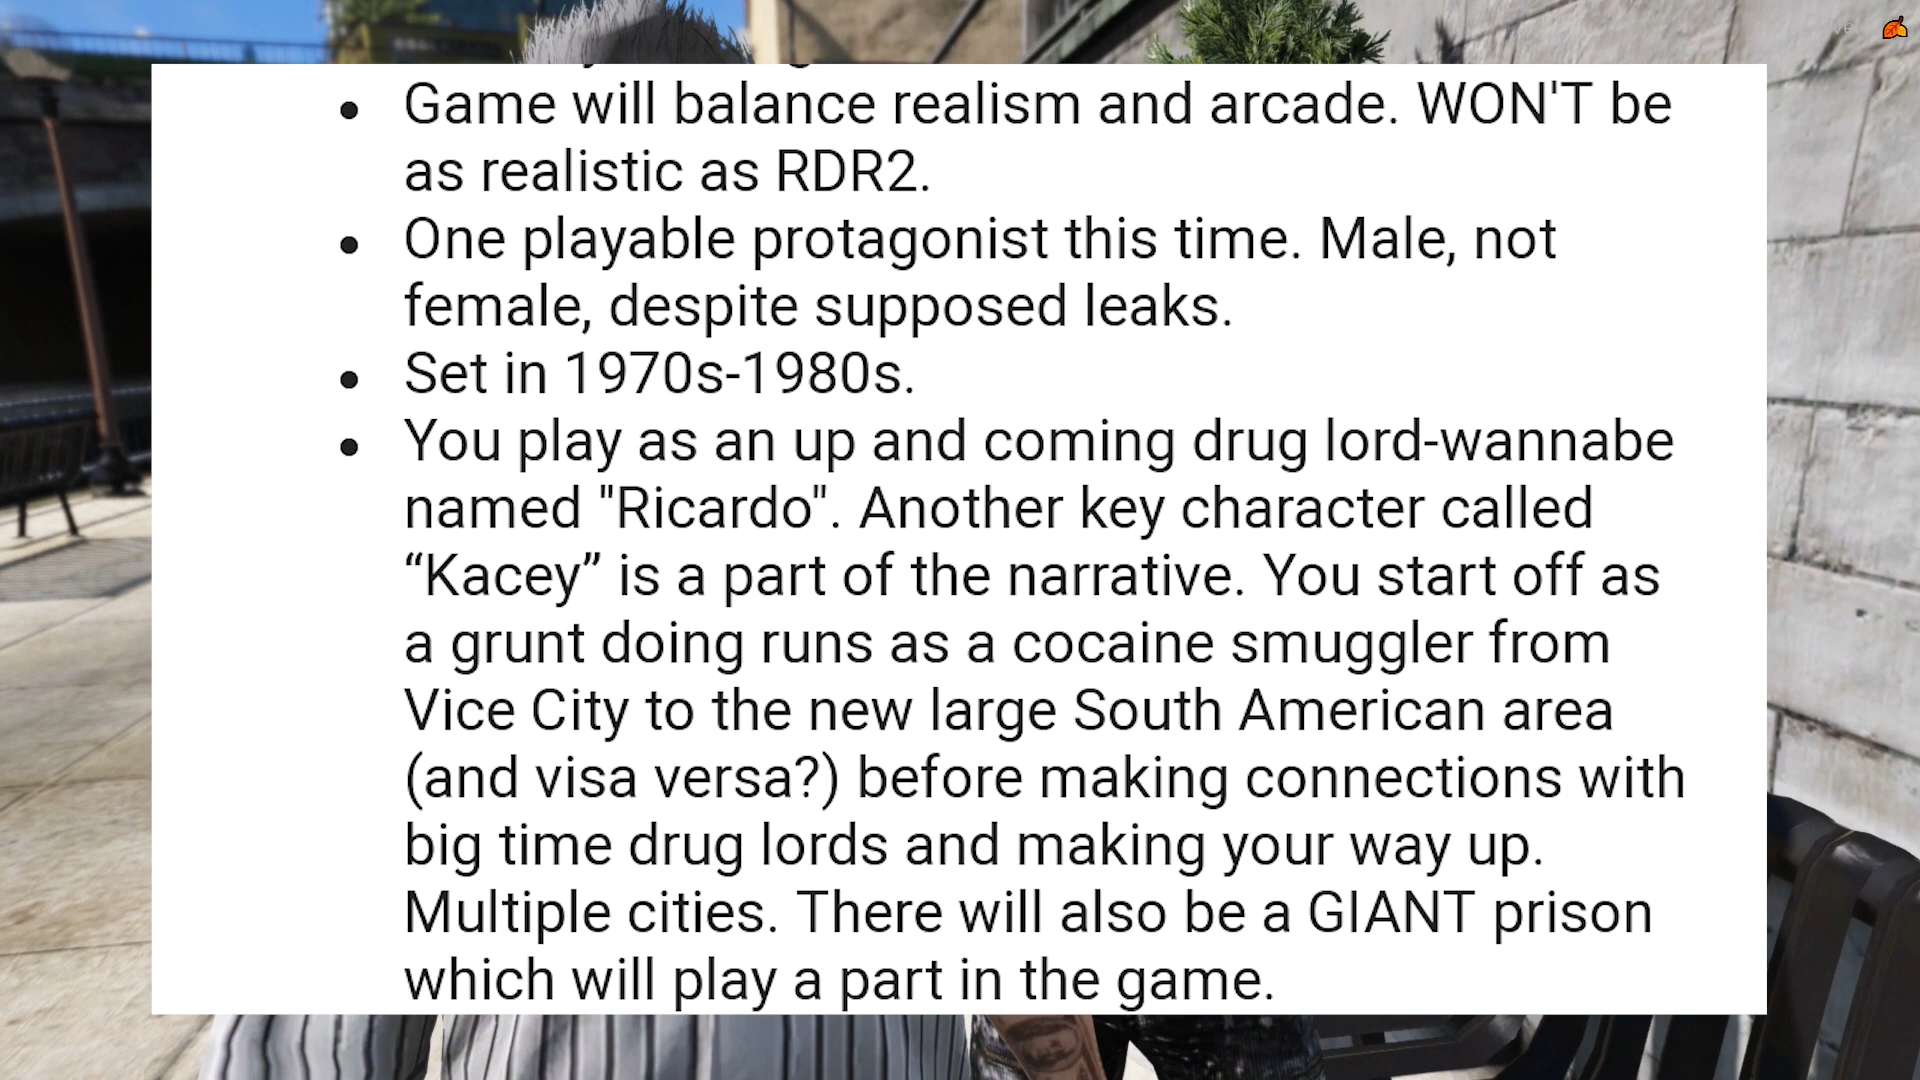 • Game will balance realism and arcade. WON'T be
as realistic as RDR2.
• One playable protagonist this time. Male, not
female, despite supposed leaks.
• Set in 1970s-1980s.
• You play as an up and coming drug lord-wannabe
named "Ricardo". Another key character called
“Kacey” is a part of the narrative. You start off as
a grunt doing runs as a cocaine smuggler from
Vice City to the new large South American area
(and visa versa?) before making connections with
big time drug lords and making your way up.
Multiple cities. There will also be a GIANT prison
which will play a part in the game.